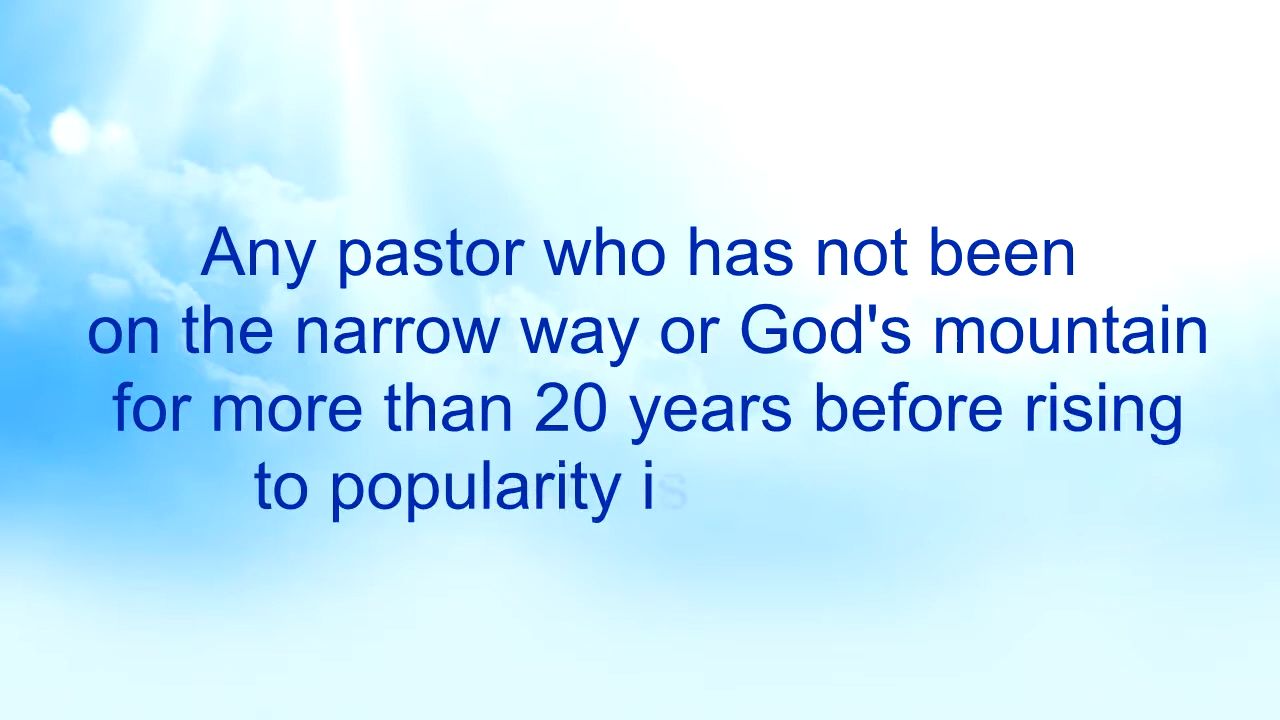 Any pastor who has not been
on the narrow way or God's mountain
for more than 20 years before rising
to popularity is